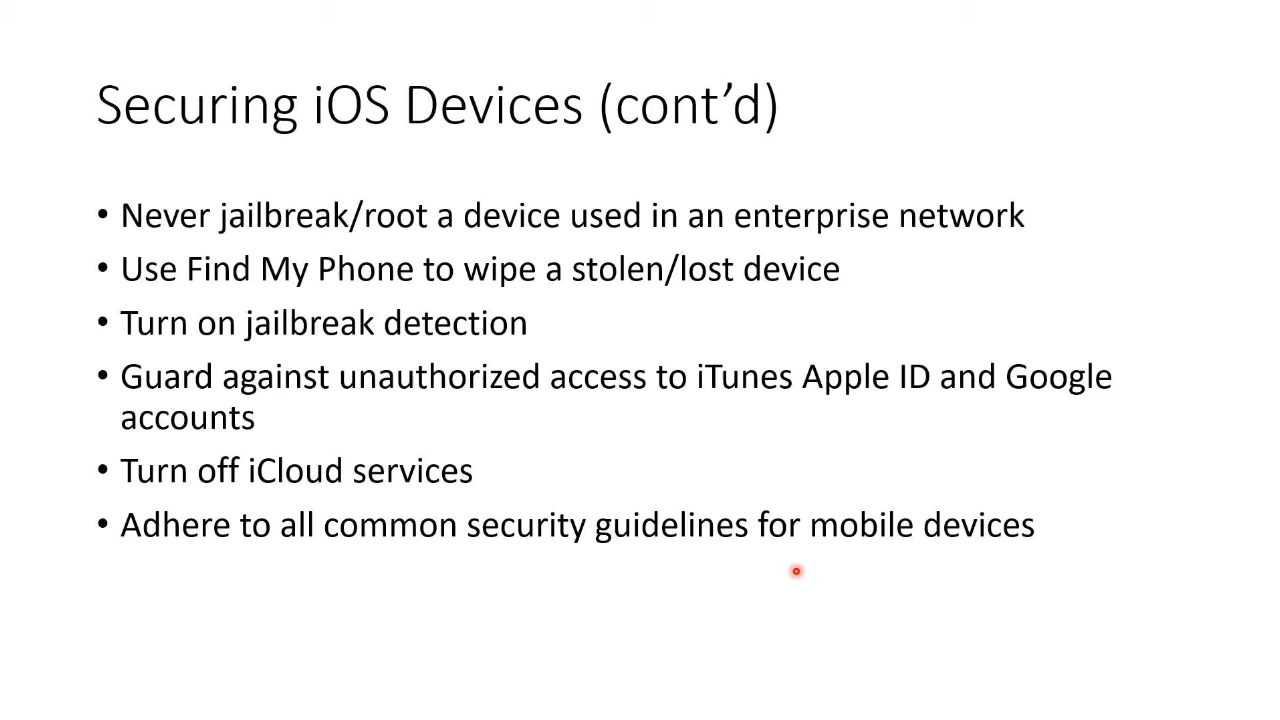 Securing iOS Devices (cont’d)
• Never jailbreak/root a device used in an enterprise network
• Use Find My Phone to wipe a stolen/lost device
• Turn on jailbreak detection
• Guard against unauthorized access to iTunes Apple ID and Google
accounts
• Turn off iCloud services
• Adhere to all common security guidelines for mobile devices